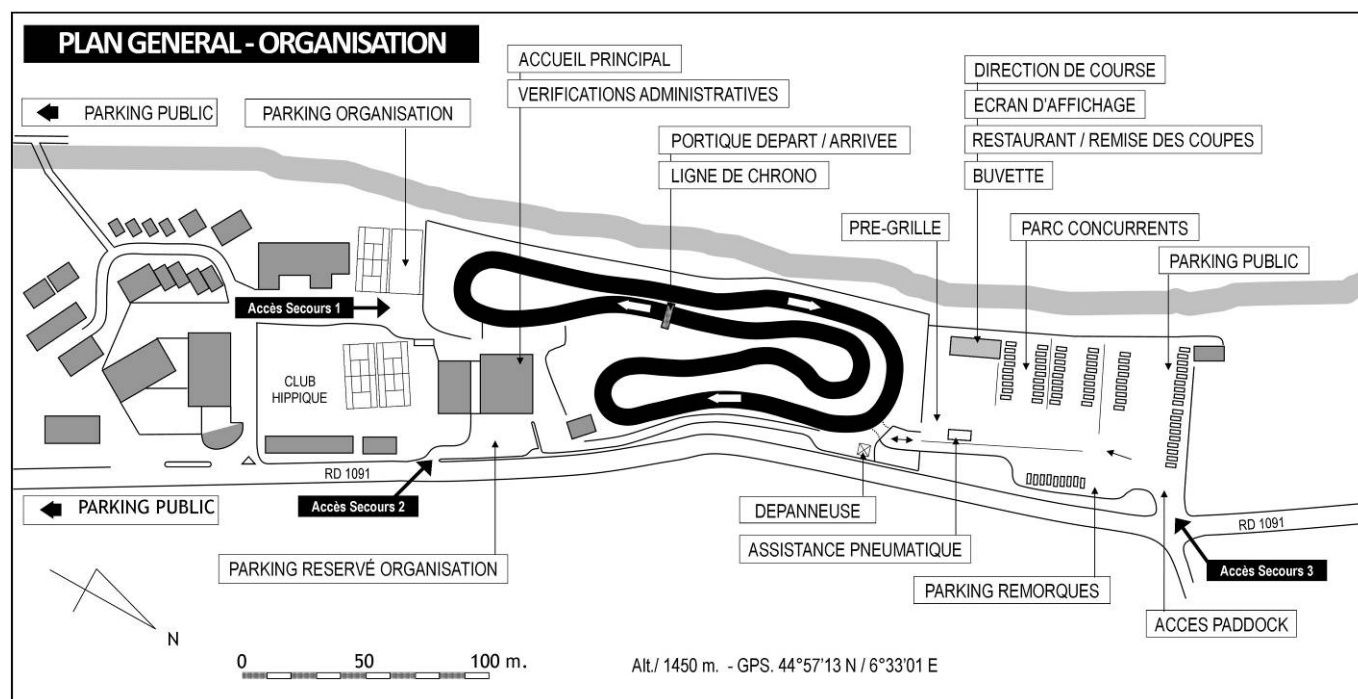 PLAN GENERAL - ORGANISATION
PARKING PUBLIC
PARKING ORGANISATION
ACCUEIL PRINCIPAL
VERIFICATIONS ADMINISTRATIVES
PORTIQUE DEPART / ARRIVEE
LIGNE DE CHRONO
DIRECTION DE COURSE
ECRAN D'AFFICHAGE
RESTAURANT / REMISE DES COUPES
BUVETTE
PRE-GRILLE
PARC CONCURRENTS
PARKING PUBLIC
Accès Secours 1
CLUB
HIPPIQUE
RD 1091
PARKING PUBLIC
Accès Secours 2
PARKING RESERVÉ ORGANISATION
DEPANNEUSE
ASSISTANCE PNEUMATIQUE
PARKING REMORQUES
ACCES PADDOCK
RD 1091
Accès Secours 3
N
0 50 100 m.
Alt./ 1450 m. - GPS. 44°57'13 N / 6°33'01 E